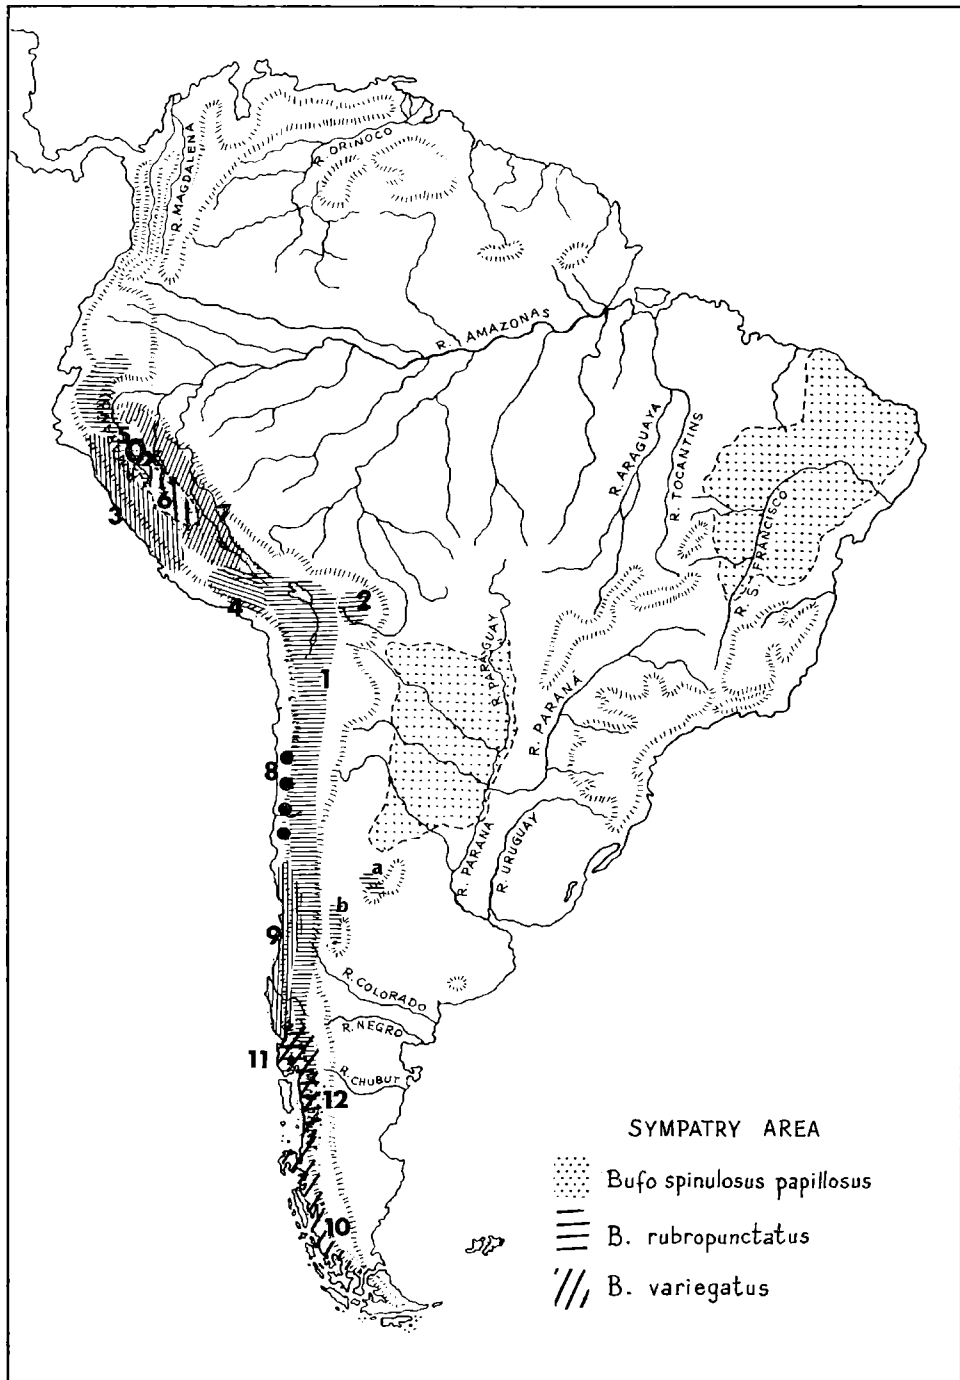 R. MAGDALENA
R. ORINOCO
R. AMAZONAS
R. ARAGUAYA
R. TOCANTINS
R. S. FRANCISCO
5
6
3
7
4
2
1
R. PARAGUAY
R. PARANA
8
a
R. PARANA
R. URUGUAY
b
9
R. COLORADO
R. NEGRO
11
R. CHUBUT
12
10
SYMPATRY AREA
Bufo spinulosus papillosus
B. rubropunctatus
B. variegatus